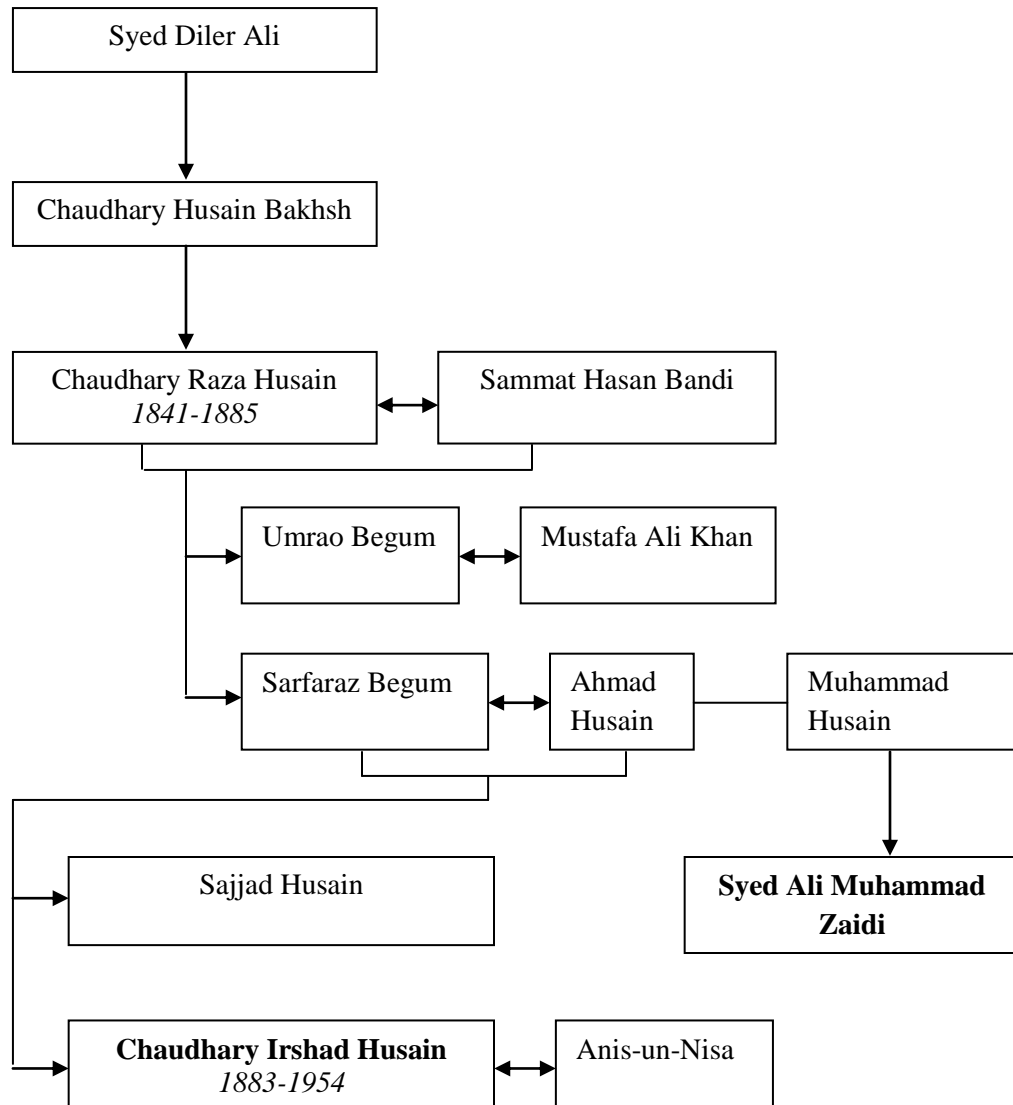 Syed Diler Ali
Chaudhary Husain Bakhsh
Chaudhary Raza Husain
1841-1885
Sammat Hasan Bandi
Umrao Begum
Mustafa Ali Khan
Sarfaraz Begum
Ahmad
Husain
Muhammad
Husain
Sajjad Husain
Syed Ali Muhammad
Zaidi
Chaudhary Irshad Husain
1883-1954
Anis-un-Nisa